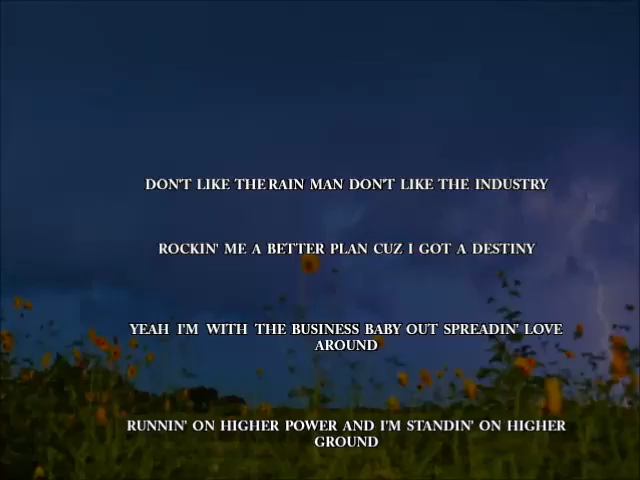 DON'T LIKE THE RAIN MAN DON'T LIKE THE INDUSTRY
ROCKIN' ME A BETTER PLAN CUZ I GOT A DESTINY
YEAH I'M WITH THE BUSINESS BABY OUT SPREADIN' LOVE
AROUND
RUNNIN' ON HIGHER POWER AND I'M STANDIN' ON HIGHER
GROUND